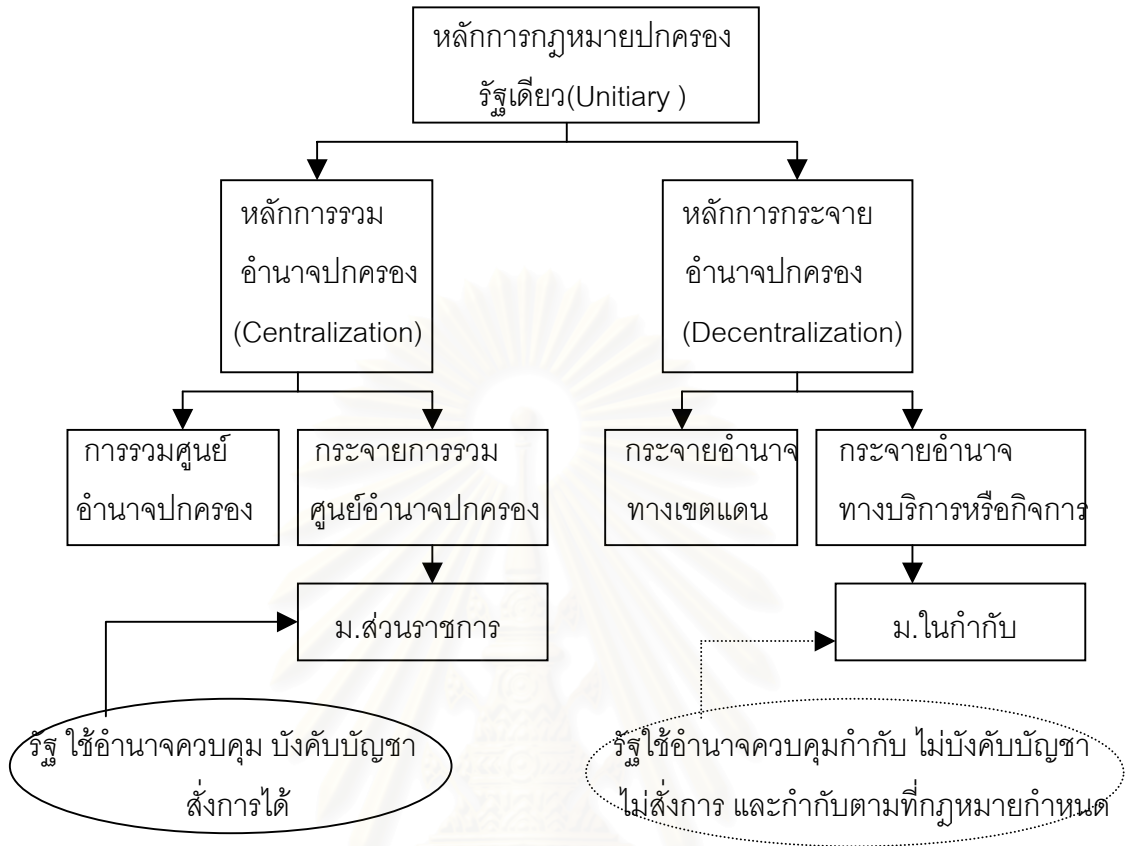 หลักการกฎหมายปกครอง
รัฐเดียว(Unitiary )
หลักการรวม
อำนาจปกครอง
(Centralization)
หลักการกระจาย
อำนาจปกครอง
(Decentralization)
การรวมศูนย์
อำนาจปกครอง
กระจายการรวม
ศูนย์อำนาจปกครอง
กระจายอำนาจ
ทางเขตแดน
กระจายอำนาจ
ทางบริการหรือกิจการ
ม.ส่วนราชการ
ม.ในกำกับ
รัฐ ใช้อำนาจควบคุม บังคับบัญชา
สั่งการได้
รัฐใช้อำนาจควบคุมกำกับ ไม่บังคับบัญชา
ไม่สั่งการ และกำกับตามที่กฎหมายกำหนด